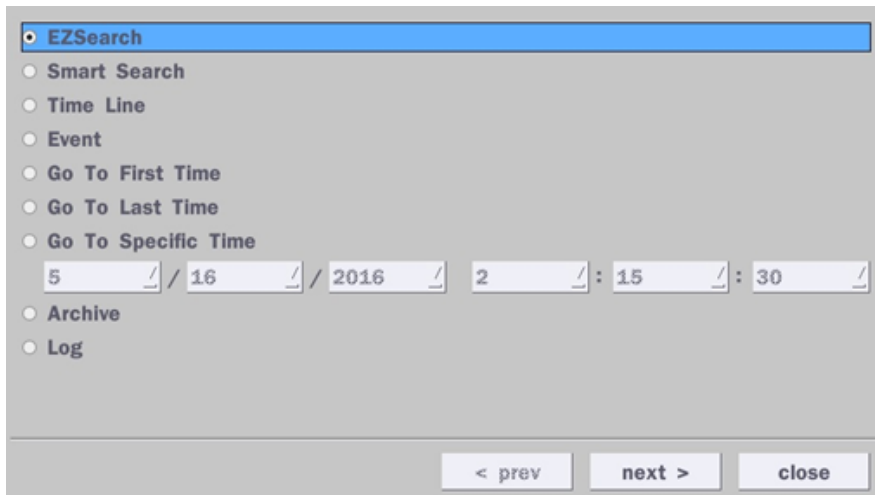 EZSearch
Smart Search
Time Line
Event
Go To First Time
Go To Last Time
Go To Specific Time
5 / 16 / 2016 2 : 15 : 30
Archive
Log
< prev next > close